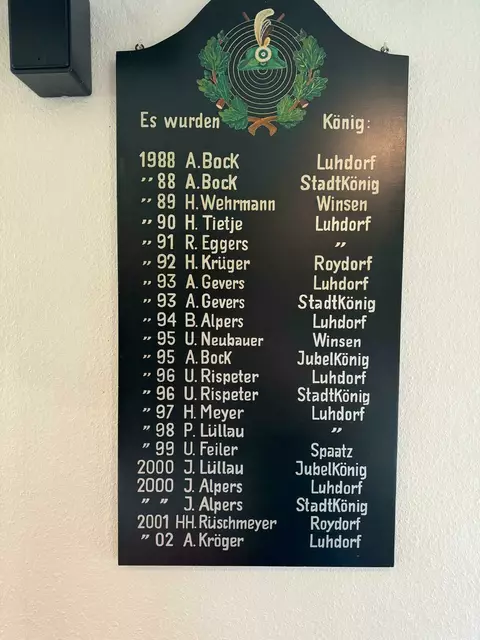 Es wurden König:
1988 A. Bock Luhdorf
" 88 A. Bock StadtKönig
" 89 H. Wehrmann Winsen
" 90 H. Tietje Luhdorf
" 91 R. Eggers "
" 92 H. Krüger Roydorf
" 93 A. Gevers Luhdorf
" 93 A. Gevers StadtKönig
" 94 B. Alpers Luhdorf
" 95 U. Neubauer Winsen
" 95 A. Bock JubelKönig
" 96 U. Rispeter Luhdorf
" 96 U. Rispeter StadtKönig
" 97 H. Meyer Luhdorf
" 98 P. Lüllau "
" 99 U. Feiler Spaatz
2000 J. Lüllau JubelKönig
2000 J. Alpers Luhdorf
" " J. Alpers StadtKönig
2001 HH. Rüschmeyer Roydorf
" 02 A. Kröger Luhdorf